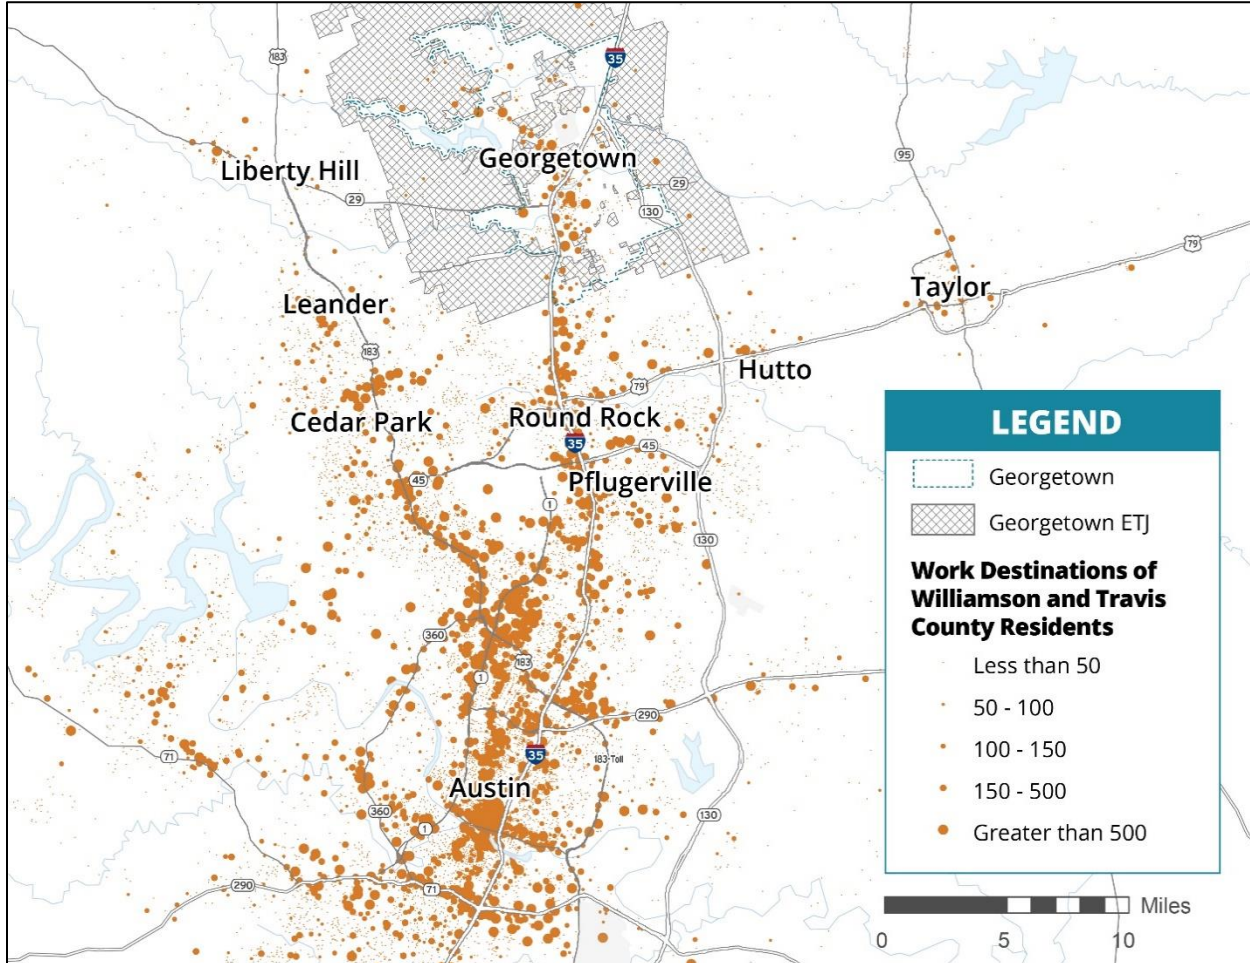 183
35
95
Georgetown
Liberty Hill
29
29
130
79
Taylor
Leander
183
Hutto
79
Cedar Park
Round Rock
35
45
45
Pflugerville
1
130
360
183
1
290
71
35
183-Toll
Austin
360
1
130
290
71
LEGEND
Georgetown
Georgetown ETJ
Work Destinations of
Williamson and Travis
County Residents
Less than 50
50 - 100
100 - 150
150 - 500
Greater than 500
Miles
0 5 10